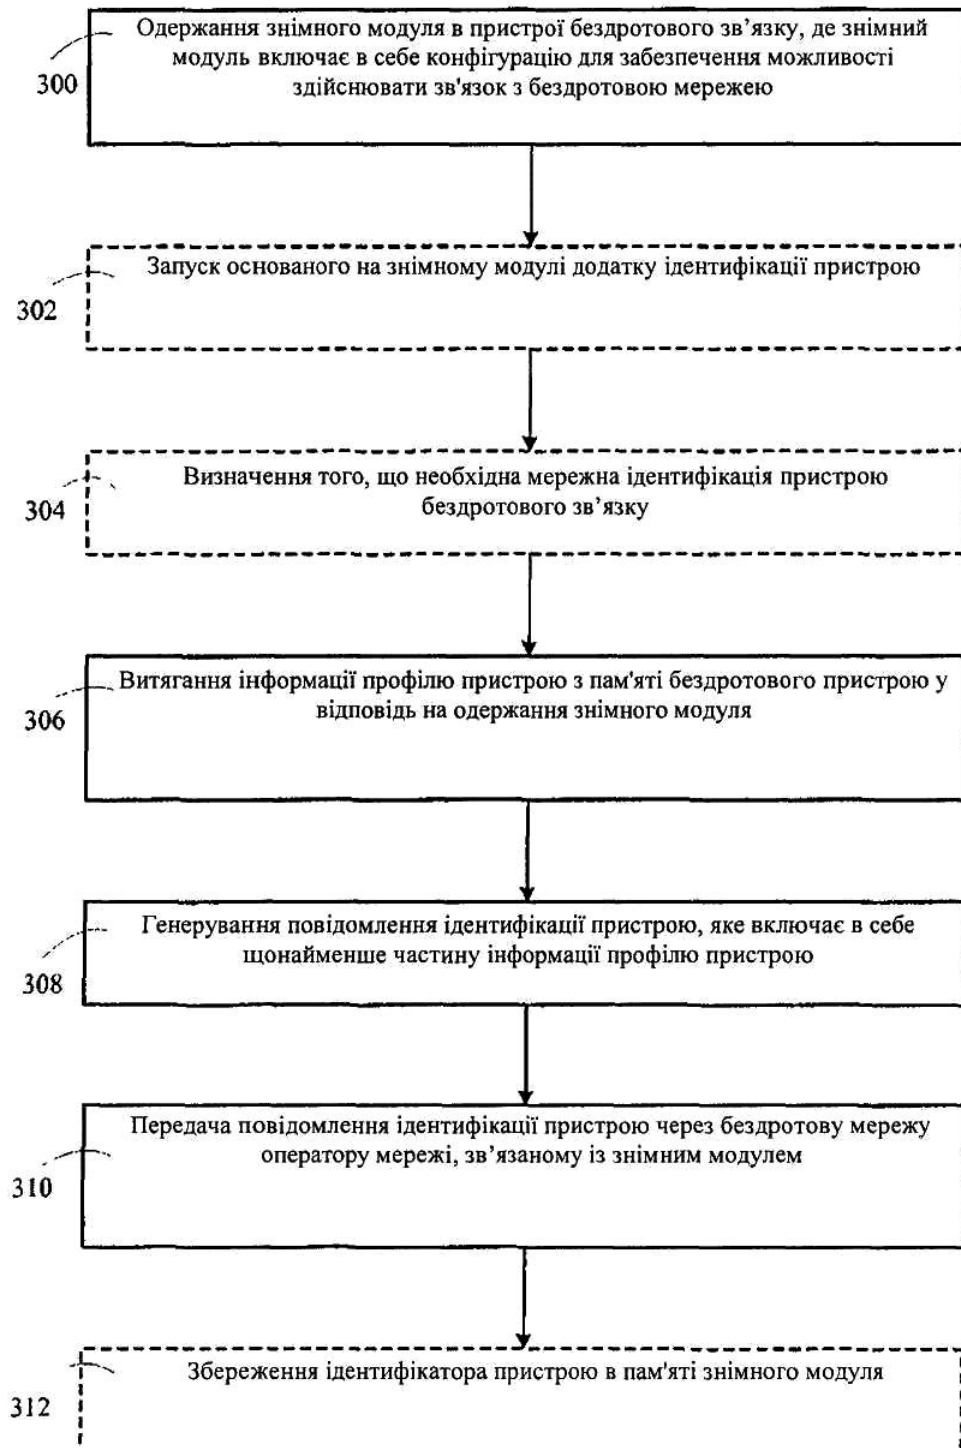 Одержання знімного модуля в пристрої бездротового зв’язку, де знімний
модуль включає в себе конфігурацію для забезпечення можливості
здійснювати зв'язок з бездротовою мережею
300
Запуск основаного на знімному модулі додатку ідентифікації пристрою
302
Визначення того, що необхідна мережна ідентифікація пристрою
бездротового зв’язку
304
Витягання інформації профілю пристрою з пам'яті бездротового пристрою у
відповідь на одержання знімного модуля
306
Генерування повідомлення ідентифікації пристрою, яке включає в себе
щонайменше частину інформації профілю пристрою
308
Передача повідомлення ідентифікації пристрою через бездротову мережу
оператору мережі, зв’язаному із знімним модулем
310
Збереження ідентифікатора пристрою в пам'яті знімного модуля
312